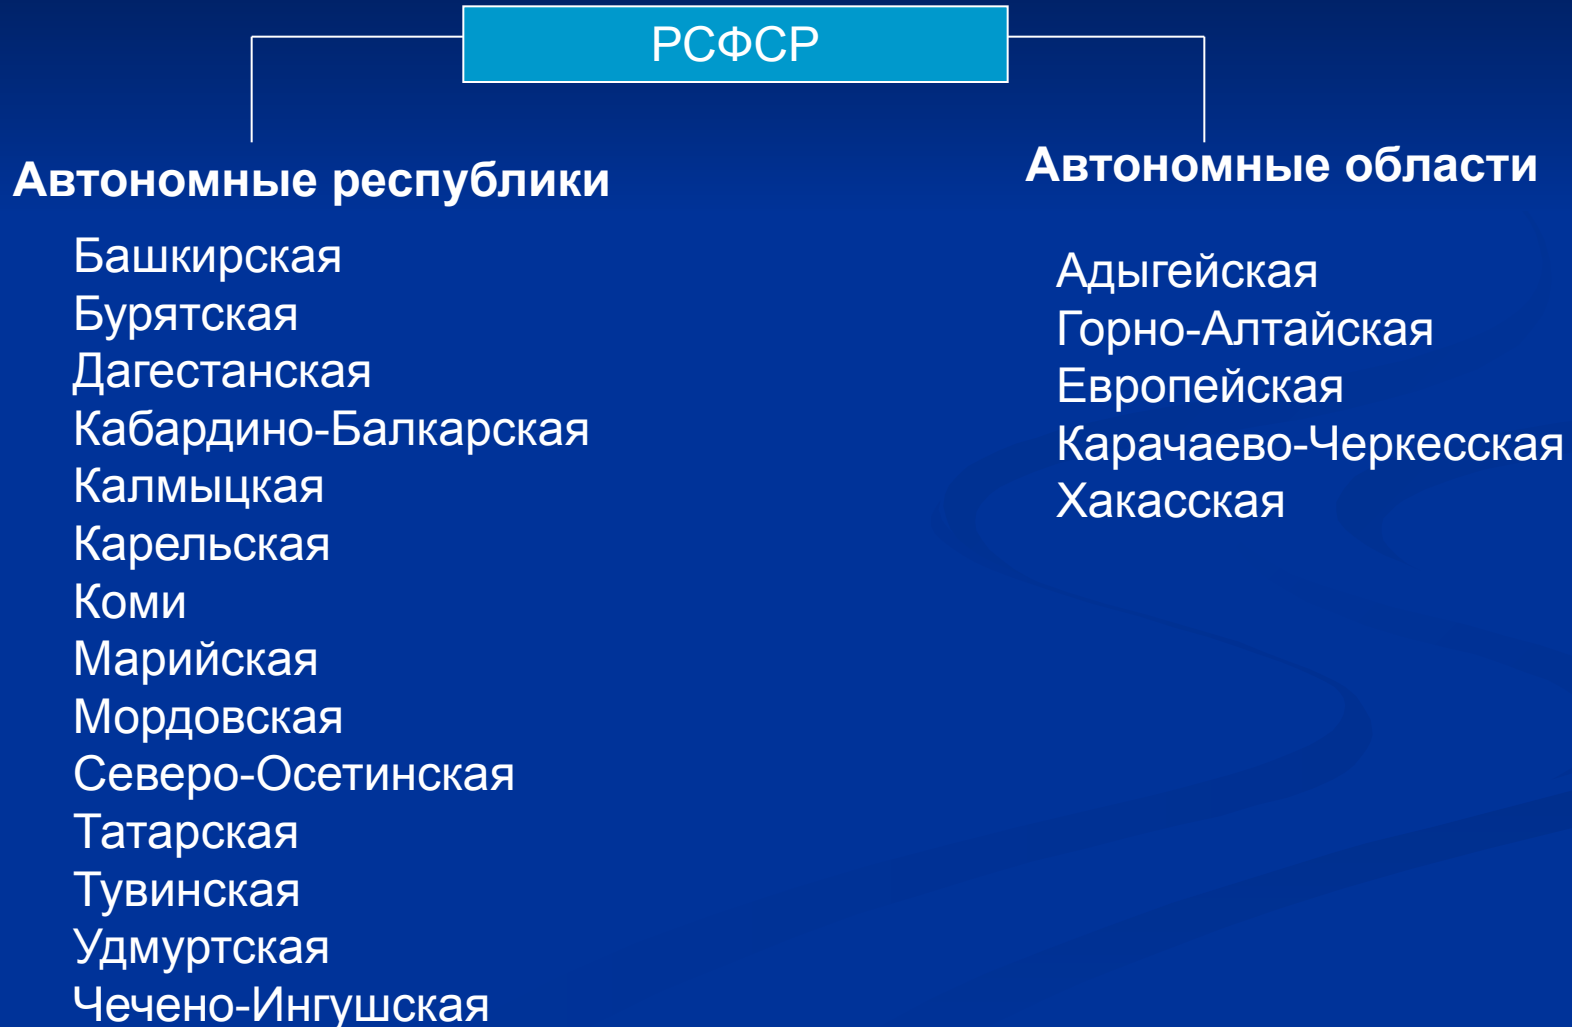 РСФСР
Автономные республики
Башкирская
Бурятская
Дагестанская
Кабардино-Балкарская
Калмыцкая
Карельская
Коми
Марийская
Мордовская
Северо-Осетинская
Татарская
Тувинская
Удмуртская
Чечено-Ингушская
Автономные области
Адыгейская
Горно-Алтайская
Европейская
Карачаево-Черкесская
Хакасская